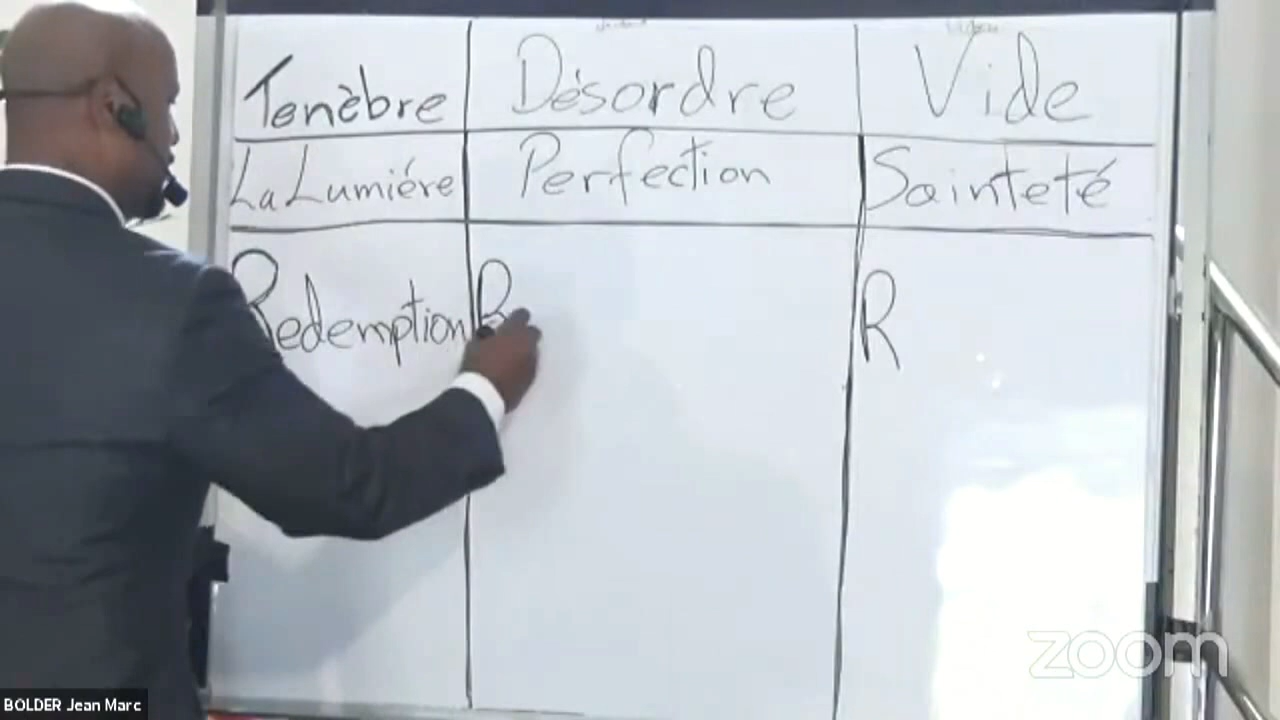 Tenèbre Désordre Vide
La Lumiére Perfection Sainteté
Redemption R R
zoom
BOLDER Jean Marc